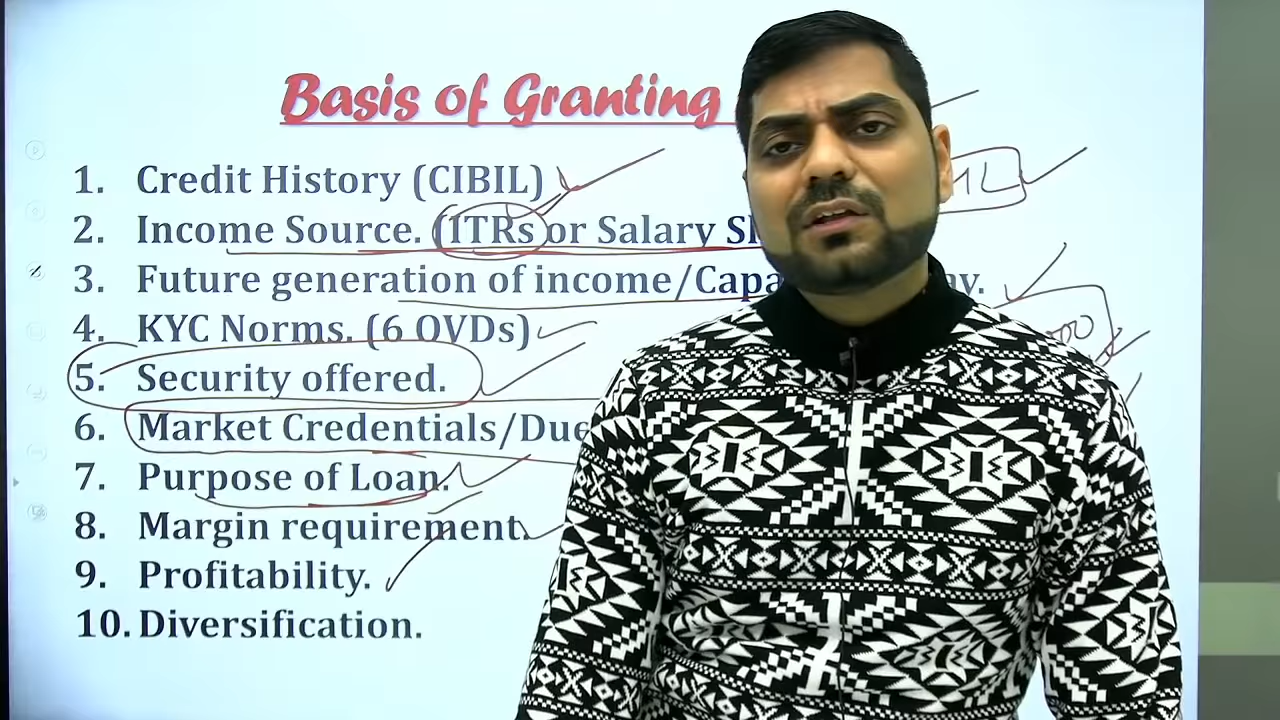 Basis of Granting
1. Credit History (CIBIL)
2. Income Source. (ITRs or Salary Sl
3. Future generation of income/Capa ay.
4. KYC Norms. (6 OVDs)
5. Security offered.
6. Market Credentials/Due
7. Purpose of Loan.
8. Margin requirement.
9. Profitability.
10. Diversification.